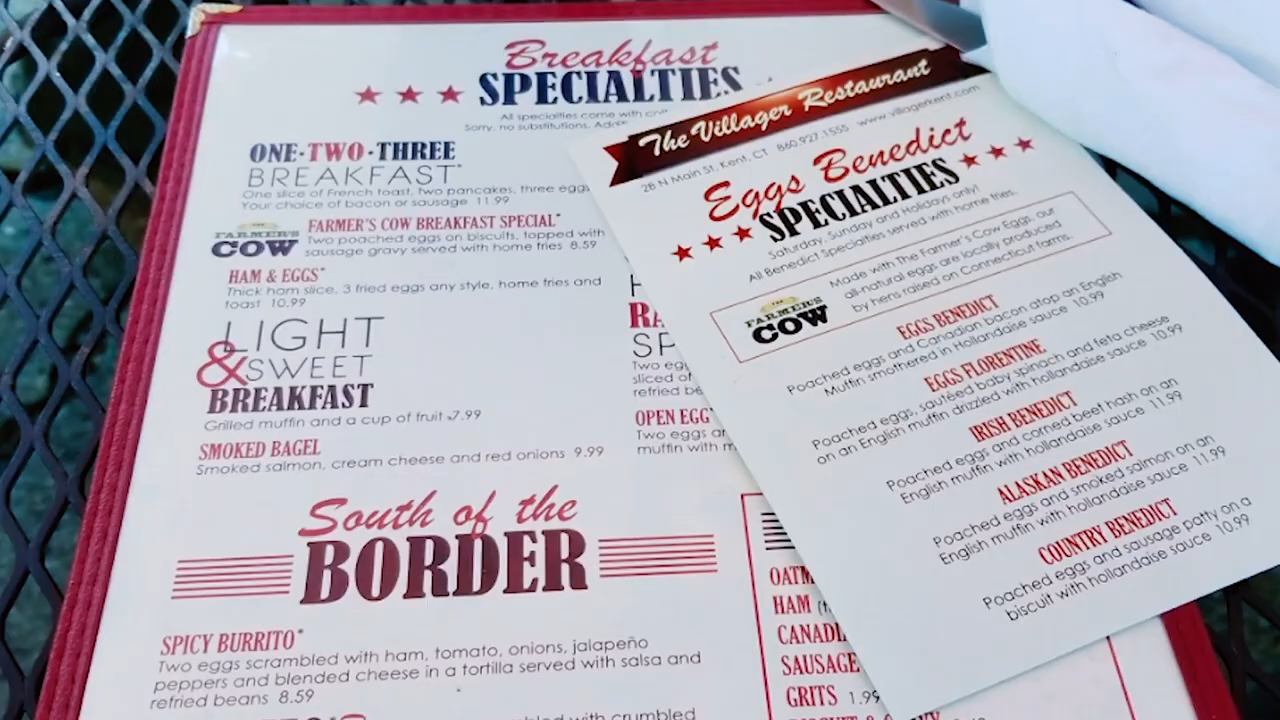 Breakfast
SPECIALTIES
All specialties come with
Sorry, no substitutions.
ONE·TWO·THREE
BREAKFAST*
One slice of French toast, two pancakes, three eggs
Your choice of bacon or sausage 11.99
THE
FARMER'S
COW
FARMER'S COW BREAKFAST SPECIAL*
Two poached eggs on biscuits, topped with
sausage gravy served with home fries 8.59
HAM & EGGS*
Thick ham slice, 3 fried eggs any style, home fries and
toast 10.99
LIGHT
&SWEET
BREAKFAST
Grilled muffin and a cup of fruit 7.99
SMOKED BAGEL
Smoked salmon, cream cheese and red onions 9.99
South of the
BORDER
SPICY BURRITO*
Two eggs scrambled with ham, tomato, onions, jalapeño
peppers and blended cheese in a tortilla served with salsa and
refried beans 8.59
with crumbled
SP
Two eg
sliced of
refried be
OPEN EGG*
Two eggs ar
muffin with m
OATM
HAM
CANADI
SAUSAGE
GRITS 1.99
The Villager Restaurant
28 N Main St, Kent, CT 860.927.1555 www.villagerkent.com
Eggs Benedict
SPECIALTIES
Saturday, Sunday and Holidays only!
All Benedict Specialties served with home fries.
THE
FARMER'S
COW
Made with The Farmer's Cow Eggs, our
all-natural eggs are locally produced
by hens raised on Connecticut farms.
EGGS BENEDICT
Poached eggs and Canadian bacon atop an English
Muffin smothered in Hollandaise sauce 10.99
EGGS FLORENTINE
Poached eggs, sautéed baby spinach and feta cheese
on an English muffin drizzled with hollandaise sauce 10.99
IRISH BENEDICT
Poached eggs and corned beef hash on an
English muffin with hollandaise sauce 11.99
ALASKAN BENEDICT
Poached eggs and smoked salmon on an
English muffin with hollandaise sauce 11.99
COUNTRY BENEDICT
Poached eggs and sausage patty on a
biscuit with hollandaise sauce 10.99